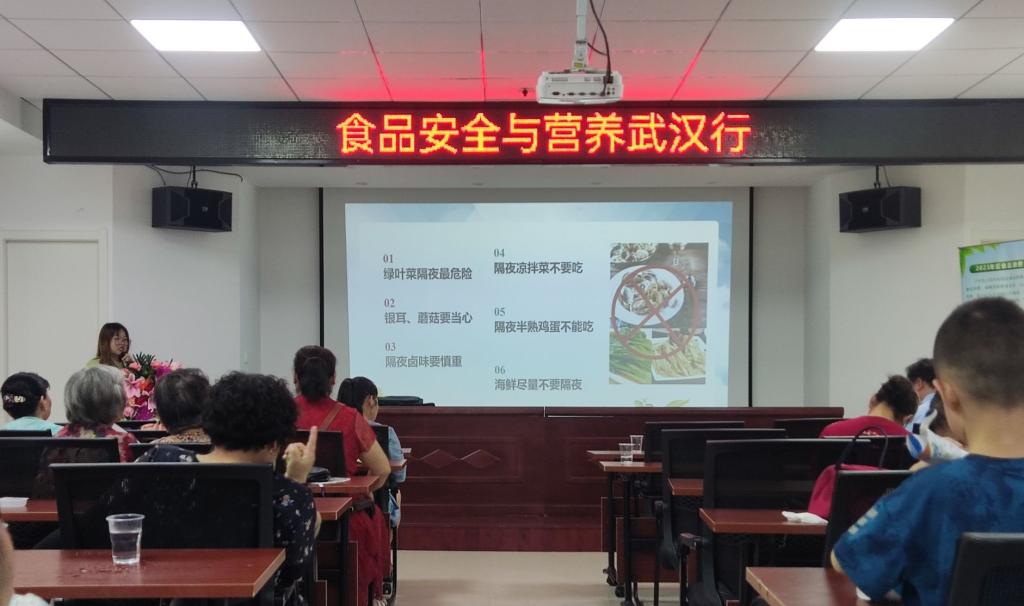 食品安全与营养武汉行
01
绿叶菜隔夜最危险
02
银耳、蘑菇要当心
03
隔夜卤味要慎重
04
隔夜凉拌菜不要吃
05
隔夜半熟鸡蛋不能吃
06
海鲜尽量不要隔夜